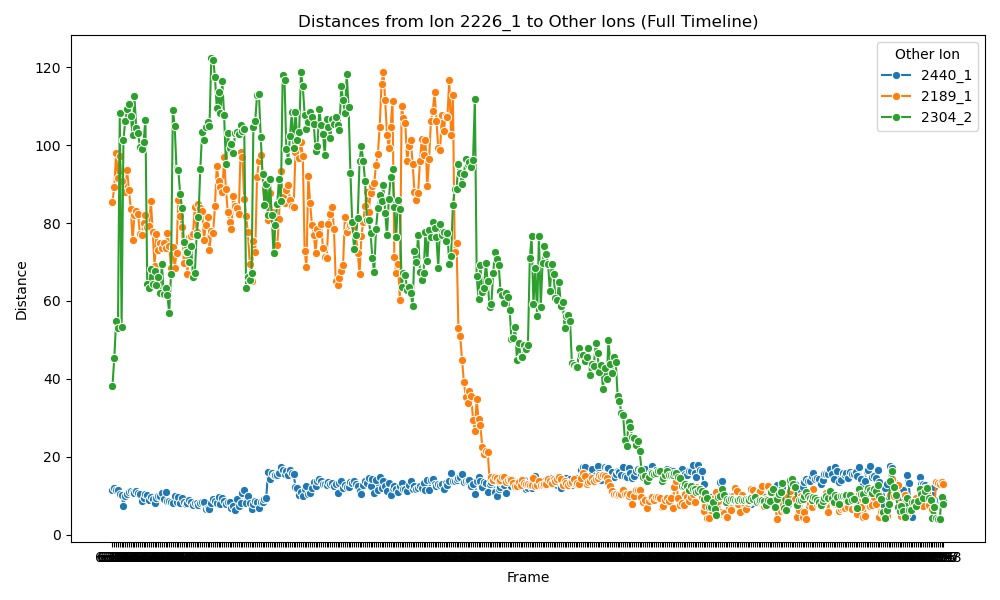 Distances from Ion 2226_1 to Other Ions (Full Timeline)
Other Ion
2440_1
2189_1
2304_2
120
100
80
60
40
20
0
Distance
Frame